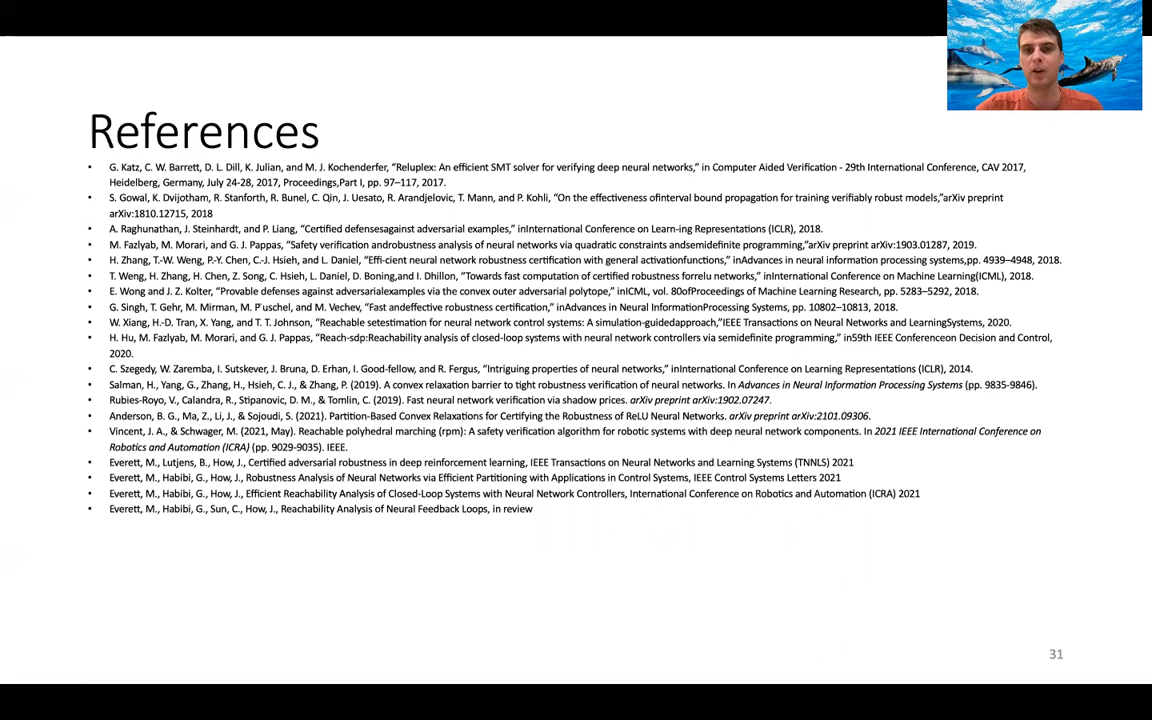 References
• G. Katz, C. W. Barrett, D. L. Dill, K. Julian, and M. J. Kochenderfer, “Reluplex: An efficient SMT solver for verifying deep neural networks,” in Computer Aided Verification - 29th International Conference, CAV 2017,
Heidelberg, Germany, July 24-28, 2017, Proceedings,Part I, pp. 97–117, 2017.
• S. Gowal, K. Dvijotham, R. Stanforth, R. Bunel, C. Qin, J. Uesato, R. Arandjelovic, T. Mann, and P. Kohli, “On the effectiveness ofinterval bound propagation for training verifiably robust models,”arXiv preprint
arXiv:1810.12715, 2018
• A. Raghunathan, J. Steinhardt, and P. Liang, “Certified defensesagainst adversarial examples,” inInternational Conference on Learn-ing Representations (ICLR), 2018.
• M. Fazlyab, M. Morari, and G. J. Pappas, “Safety verification androbustness analysis of neural networks via quadratic constraints andsemidefinite programming,”arXiv preprint arXiv:1903.01287, 2019.
• H. Zhang, T.-W. Weng, P.-Y. Chen, C.-J. Hsieh, and L. Daniel, “Effi-cient neural network robustness certification with general activationfunctions,” inAdvances in neural information processing systems,pp. 4939–4948, 2018.
• T. Weng, H. Zhang, H. Chen, Z. Song, C. Hsieh, L. Daniel, D. Boning,and I. Dhillon, “Towards fast computation of certified robustness forrelu networks,” inInternational Conference on Machine Learning(ICML), 2018.
• E. Wong and J. Z. Kolter, “Provable defenses against adversarialexamples via the convex outer adversarial polytope,” inICML, vol. 80ofProceedings of Machine Learning Research, pp. 5283–5292, 2018.
• G. Singh, T. Gehr, M. Mirman, M. P¨uschel, and M. Vechev, “Fast andeffective robustness certification,” inAdvances in Neural InformationProcessing Systems, pp. 10802–10813, 2018.
• W. Xiang, H.-D. Tran, X. Yang, and T. T. Johnson, “Reachable setestimation for neural network control systems: A simulation-guidedapproach,”IEEE Transactions on Neural Networks and LearningSystems, 2020.
• H. Hu, M. Fazlyab, M. Morari, and G. J. Pappas, “Reach-sdp:Reachability analysis of closed-loop systems with neural network controllers via semidefinite programming,” in59th IEEE Conferenceon Decision and Control,
2020.
• C. Szegedy, W. Zaremba, I. Sutskever, J. Bruna, D. Erhan, I. Good-fellow, and R. Fergus, “Intriguing properties of neural networks,” inInternational Conference on Learning Representations (ICLR), 2014.
• Salman, H., Yang, G., Zhang, H., Hsieh, C. J., & Zhang, P. (2019). A convex relaxation barrier to tight robustness verification of neural networks. In Advances in Neural Information Processing Systems (pp. 9835-9846).
• Rubies-Royo, V., Calandra, R., Stipanovic, D. M., & Tomlin, C. (2019). Fast neural network verification via shadow prices. arXiv preprint arXiv:1902.07247.
• Anderson, B. G., Ma, Z., Li, J., & Sojoudi, S. (2021). Partition-Based Convex Relaxations for Certifying the Robustness of ReLU Neural Networks. arXiv preprint arXiv:2101.09306.
• Vincent, J. A., & Schwager, M. (2021, May). Reachable polyhedral marching (rpm): A safety verification algorithm for robotic systems with deep neural network components. In 2021 IEEE International Conference on
Robotics and Automation (ICRA) (pp. 9029-9035). IEEE.
• Everett, M., Lutjens, B., How, J., Certified adversarial robustness in deep reinforcement learning, IEEE Transactions on Neural Networks and Learning Systems (TNNLS) 2021
• Everett, M., Habibi, G., How, J., Robustness Analysis of Neural Networks via Efficient Partitioning with Applications in Control Systems, IEEE Control Systems Letters 2021
• Everett, M., Habibi, G., How, J., Efficient Reachability Analysis of Closed-Loop Systems with Neural Network Controllers, International Conference on Robotics and Automation (ICRA) 2021
• Everett, M., Habibi, G., Sun, C., How, J., Reachability Analysis of Neural Feedback Loops, in review
31